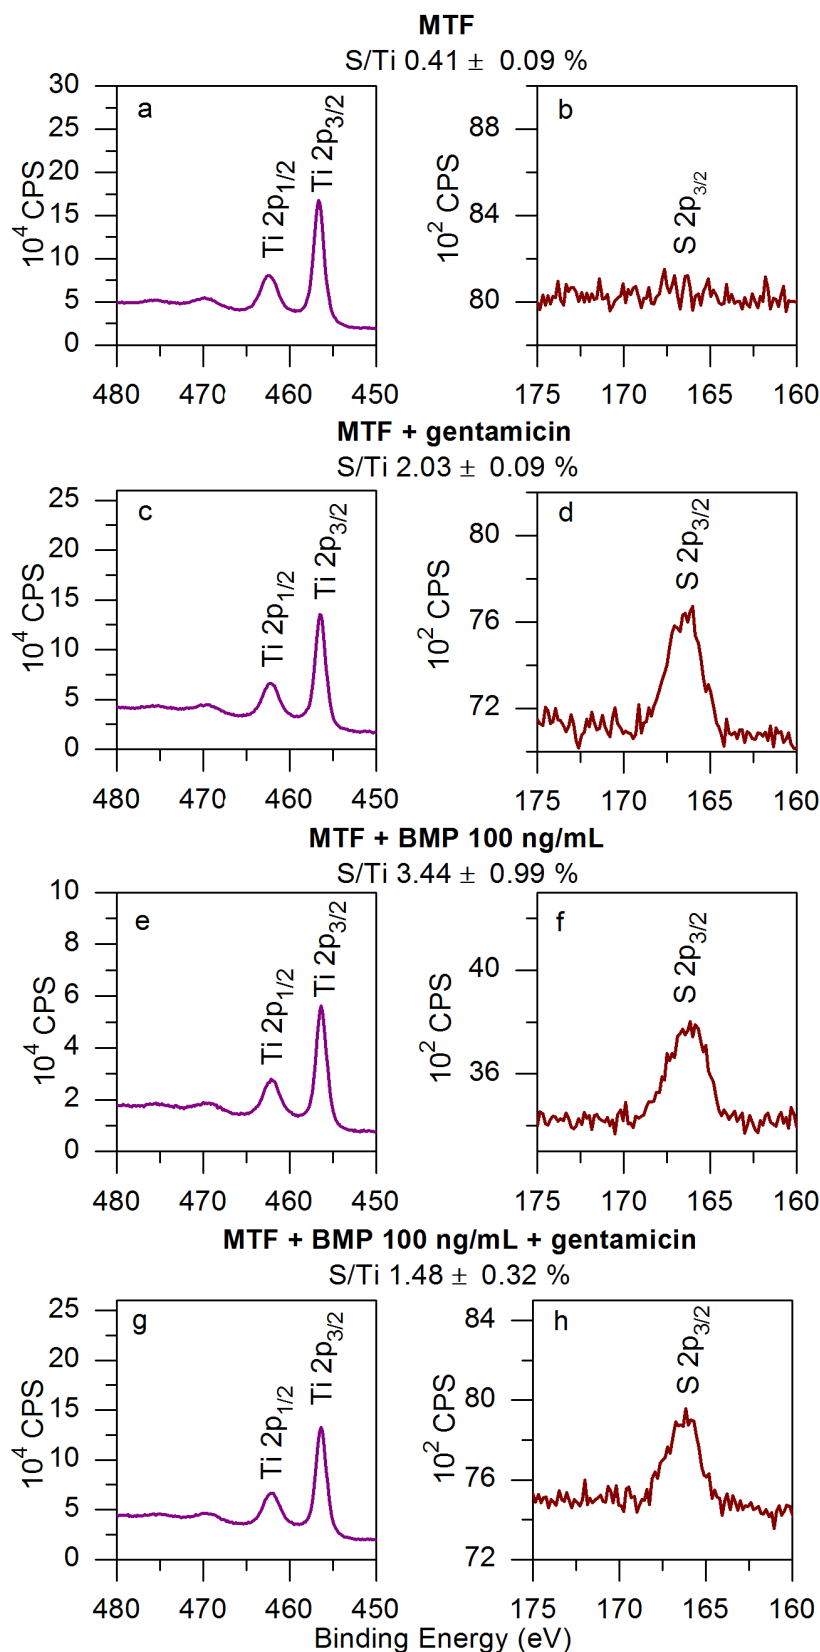 MTF
S/Ti 0.41 ± 0.09 %
30
25
20
15
10
5
0
10⁴ CPS
a
Ti 2p1/2
Ti 2p3/2
480 470 460 450
88
84
80
10² CPS
b
S 2p3/2
175 170 165 160
MTF + gentamicin
S/Ti 2.03 ± 0.09 %
25
20
15
10
5
0
10⁴ CPS
c
Ti 2p1/2
Ti 2p3/2
480 470 460 450
80
76
72
10² CPS
d
S 2p3/2
175 170 165 160
MTF + BMP 100 ng/mL
S/Ti 3.44 ± 0.99 %
10
8
6
4
2
0
10⁴ CPS
e
Ti 2p1/2
Ti 2p3/2
480 470 460 450
40
36
10² CPS
f
S 2p3/2
175 170 165 160
MTF + BMP 100 ng/mL + gentamicin
S/Ti 1.48 ± 0.32 %
25
20
15
10
5
0
10⁴ CPS
g
Ti 2p1/2
Ti 2p3/2
480 470 460 450
84
80
76
72
10² CPS
h
S 2p3/2
175 170 165 160
Binding Energy (eV)